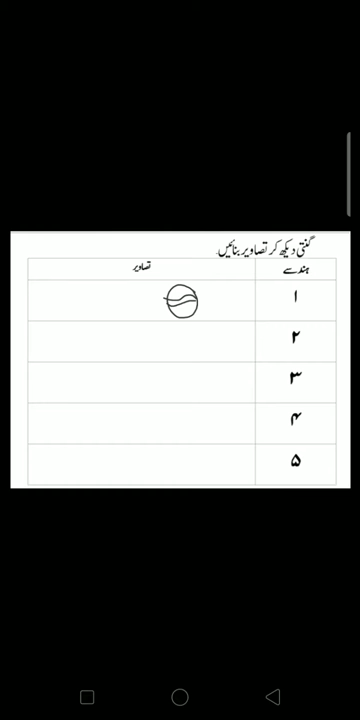 گنتی دیکھ کر تصاویر بنائیں
ہندسے تصاویر
۱
۲
۳
۴
۵